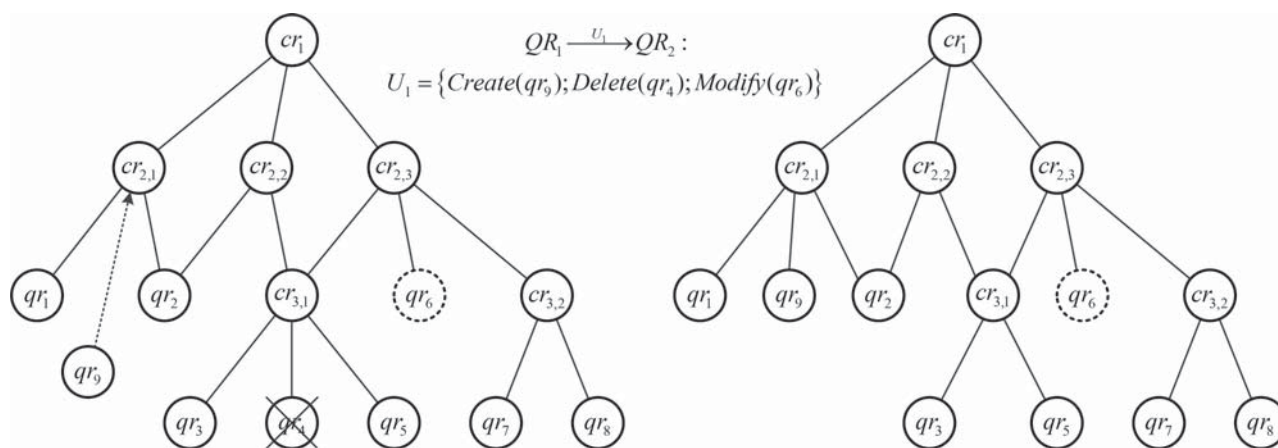 cr₁
QR₁ —U₁→ QR₂ :
U₁ = {Create(qr₉); Delete(qr₄); Modify(qr₆)}
cr₁
cr₂,₁ cr₂,₂ cr₂,₃
cr₂,₁ cr₂,₂ cr₂,₃
qr₁ qr₂ cr₃,₁ qr₆ cr₃,₂
qr₁ qr₉ qr₂ cr₃,₁ qr₆ cr₃,₂
qr₉
qr₃ qr₄ qr₅ qr₇ qr₈
qr₃ qr₅ qr₇ qr₈